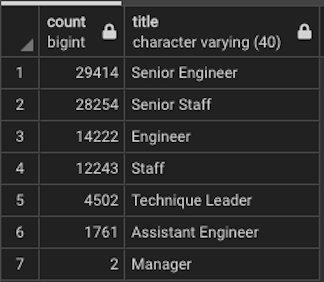 count title
bigint character varying (40)
1 29414 Senior Engineer
2 28254 Senior Staff
3 14222 Engineer
4 12243 Staff
5 4502 Technique Leader
6 1761 Assistant Engineer
7 2 Manager